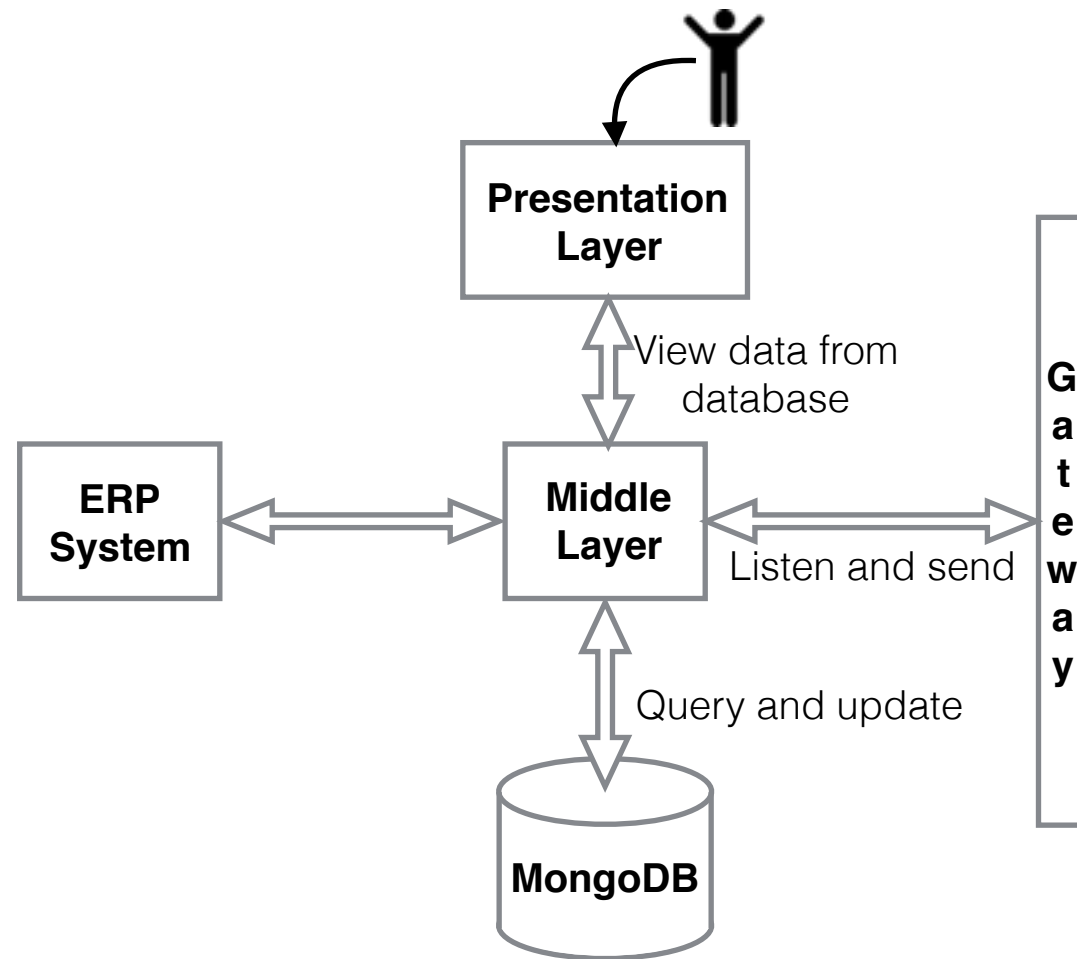 Presentation
Layer
View data from
database
ERP
System
Middle
Layer
Listen and send
G
a
t
e
w
a
y
Query and update
MongoDB